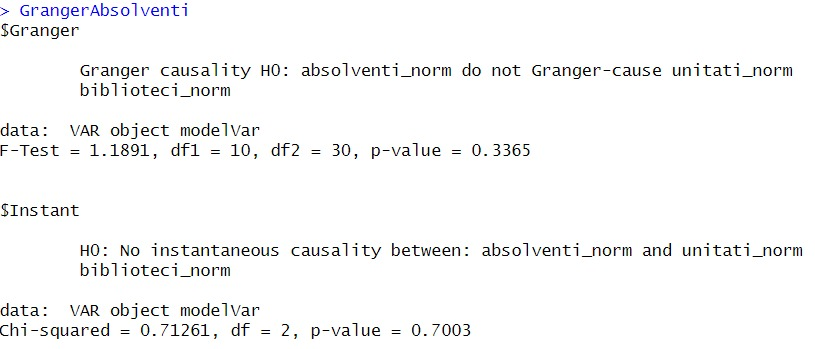 > GrangerAbsolventi
$Granger
Granger causality H0: absolventi_norm do not Granger-cause unitati_norm
biblioteci_norm
data: VAR object modelVar
F-Test = 1.1891, df1 = 10, df2 = 30, p-value = 0.3365
$Instant
H0: No instantaneous causality between: absolventi_norm and unitati_norm
biblioteci_norm
data: VAR object modelVar
Chi-squared = 0.71261, df = 2, p-value = 0.7003